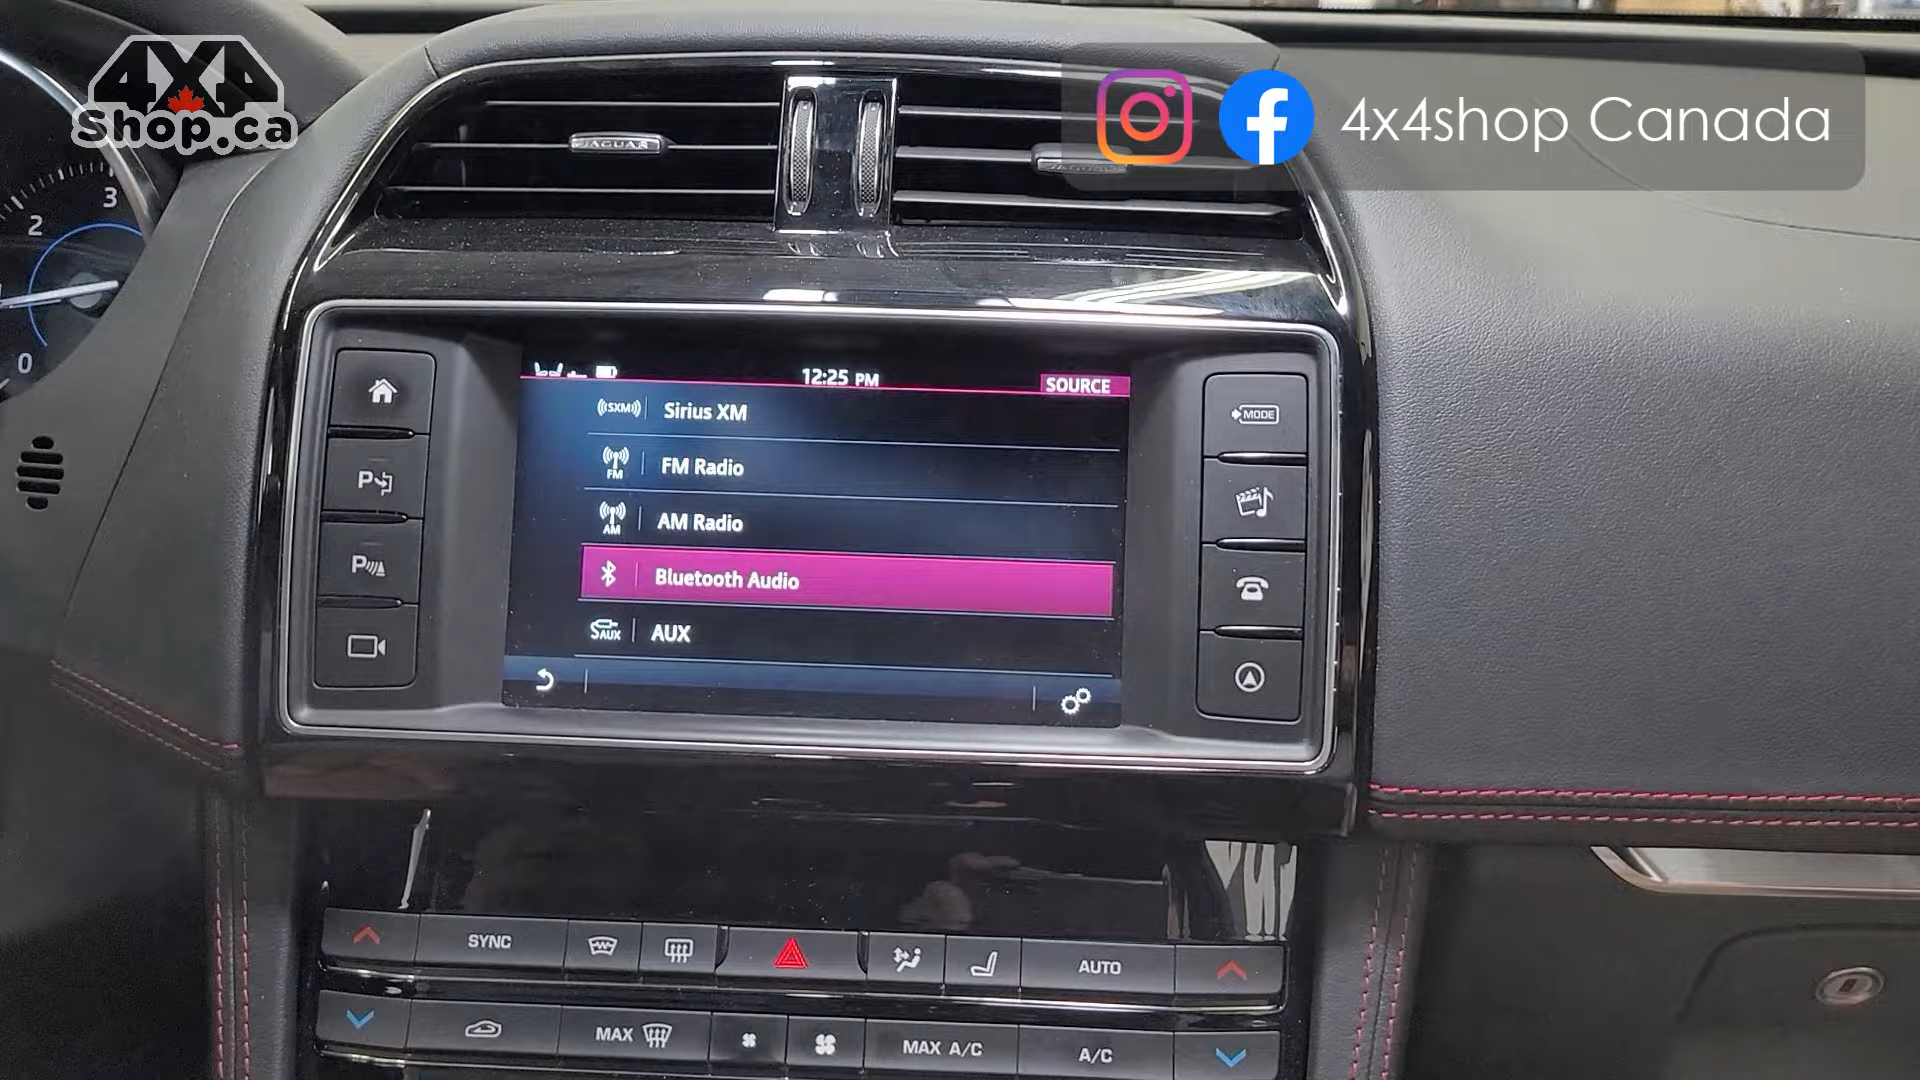 4X4
Shop.ca
4x4shop Canada
JAGUAR
JAGUAR
3
2
0
12:25 PM
SOURCE
SXM
Sirius XM
FM
FM Radio
AM
AM Radio
Bluetooth Audio
AUX
AUX
P
P
MODE
SYNC
AUTO
MAX
MAX A/C
A/C